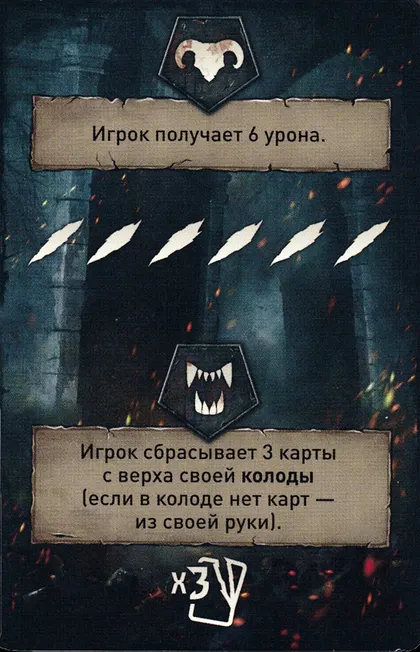 Игрок получает 6 урона.
Игрок сбрасывает 3 карты
с верха своей колоды
(если в колоде нет карт —
из своей руки).
x3